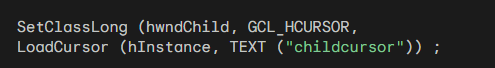 SetClassLong (hwndChild, GCL_HCURSOR,
LoadCursor (hInstance, TEXT ("childcursor")) ;